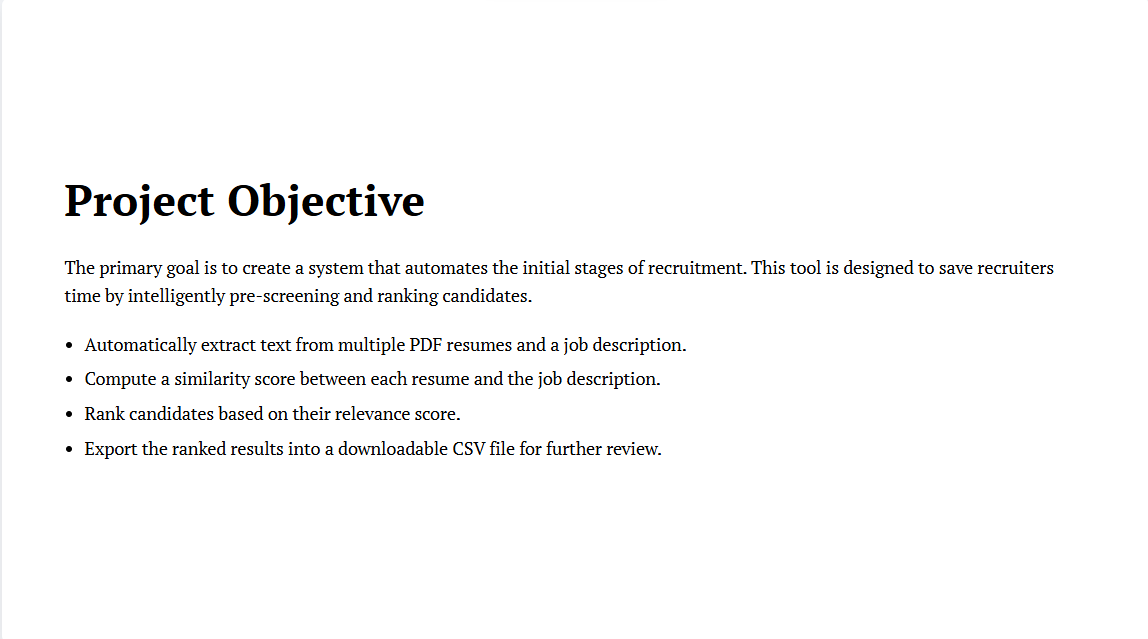 Project Objective
The primary goal is to create a system that automates the initial stages of recruitment. This tool is designed to save recruiters
time by intelligently pre-screening and ranking candidates.
• Automatically extract text from multiple PDF resumes and a job description.
• Compute a similarity score between each resume and the job description.
• Rank candidates based on their relevance score.
• Export the ranked results into a downloadable CSV file for further review.